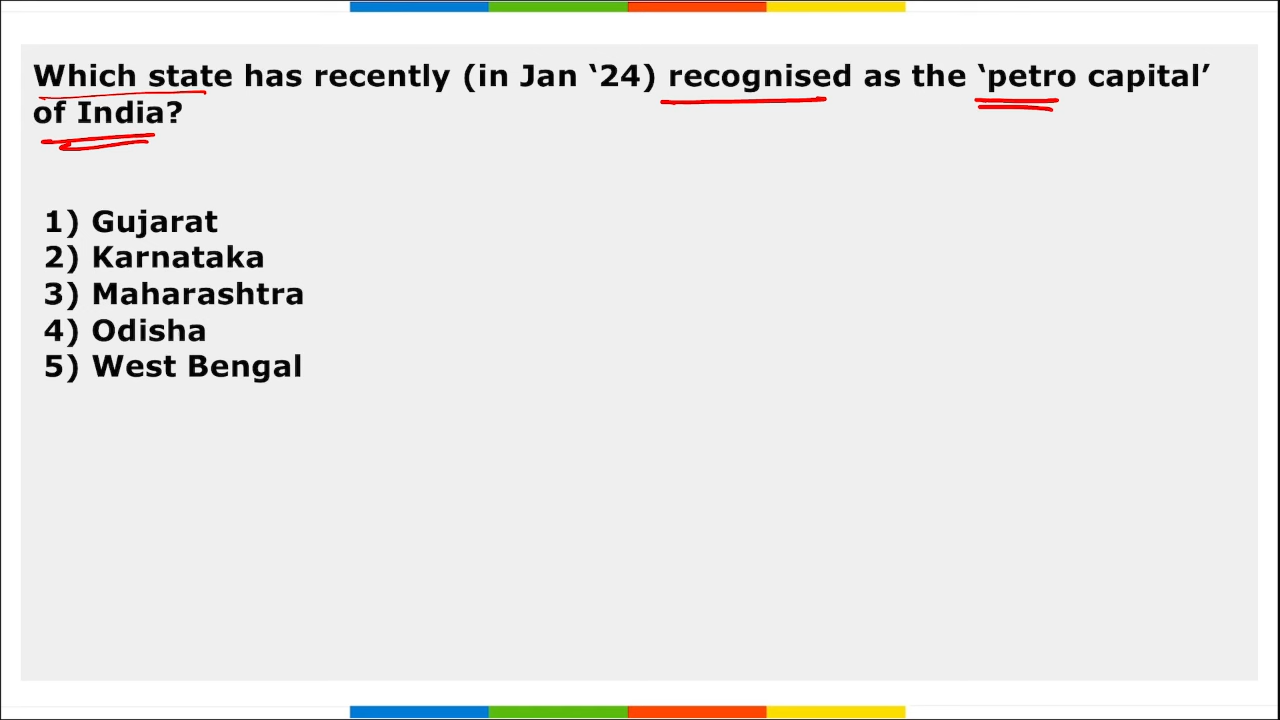 Which state has recently (in Jan ‘24) recognised as the ‘petro capital’
of India?
1) Gujarat
2) Karnataka
3) Maharashtra
4) Odisha
5) West Bengal